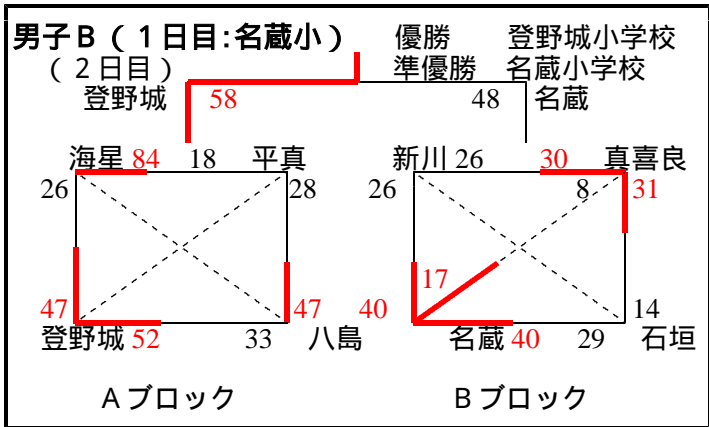 男子B（1日目:名蔵小） 優勝 登野城小学校
（2日目） 準優勝 名蔵小学校
登野城 58 48 名蔵
海星 84 18 平真 新川 26 30 真喜良
26 28 26 8 31
17
47 47 40 14
登野城 52 33 八島 名蔵 40 29 石垣
Aブロック Bブロック